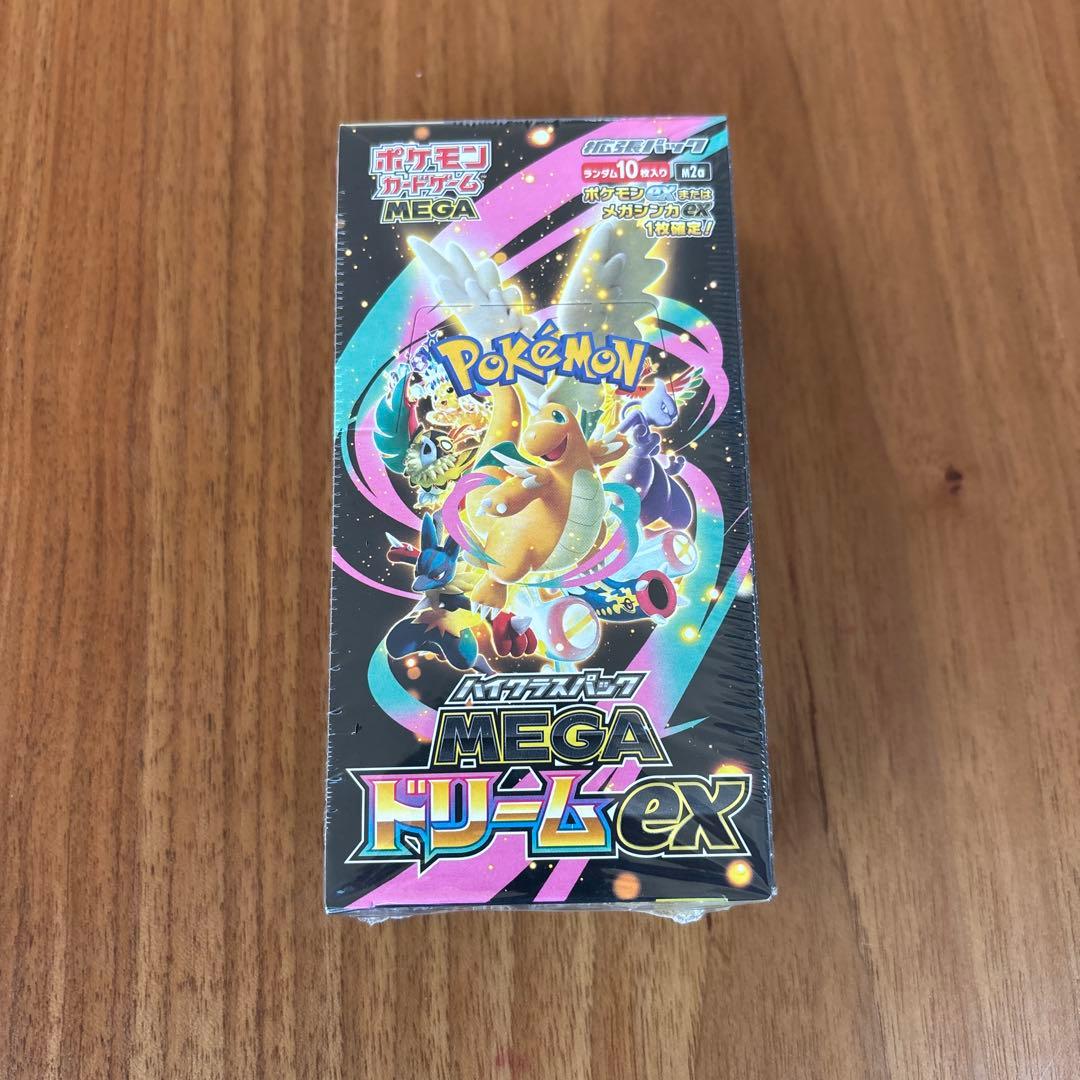 ポケモン
カードゲーム
MEGA
拡張パック
ランダム10枚入り M2a
ポケモンexまたは
メガシンカex
1枚確定!
POKéMON
TM
ハイクラスパック
MEGA
ドリームex